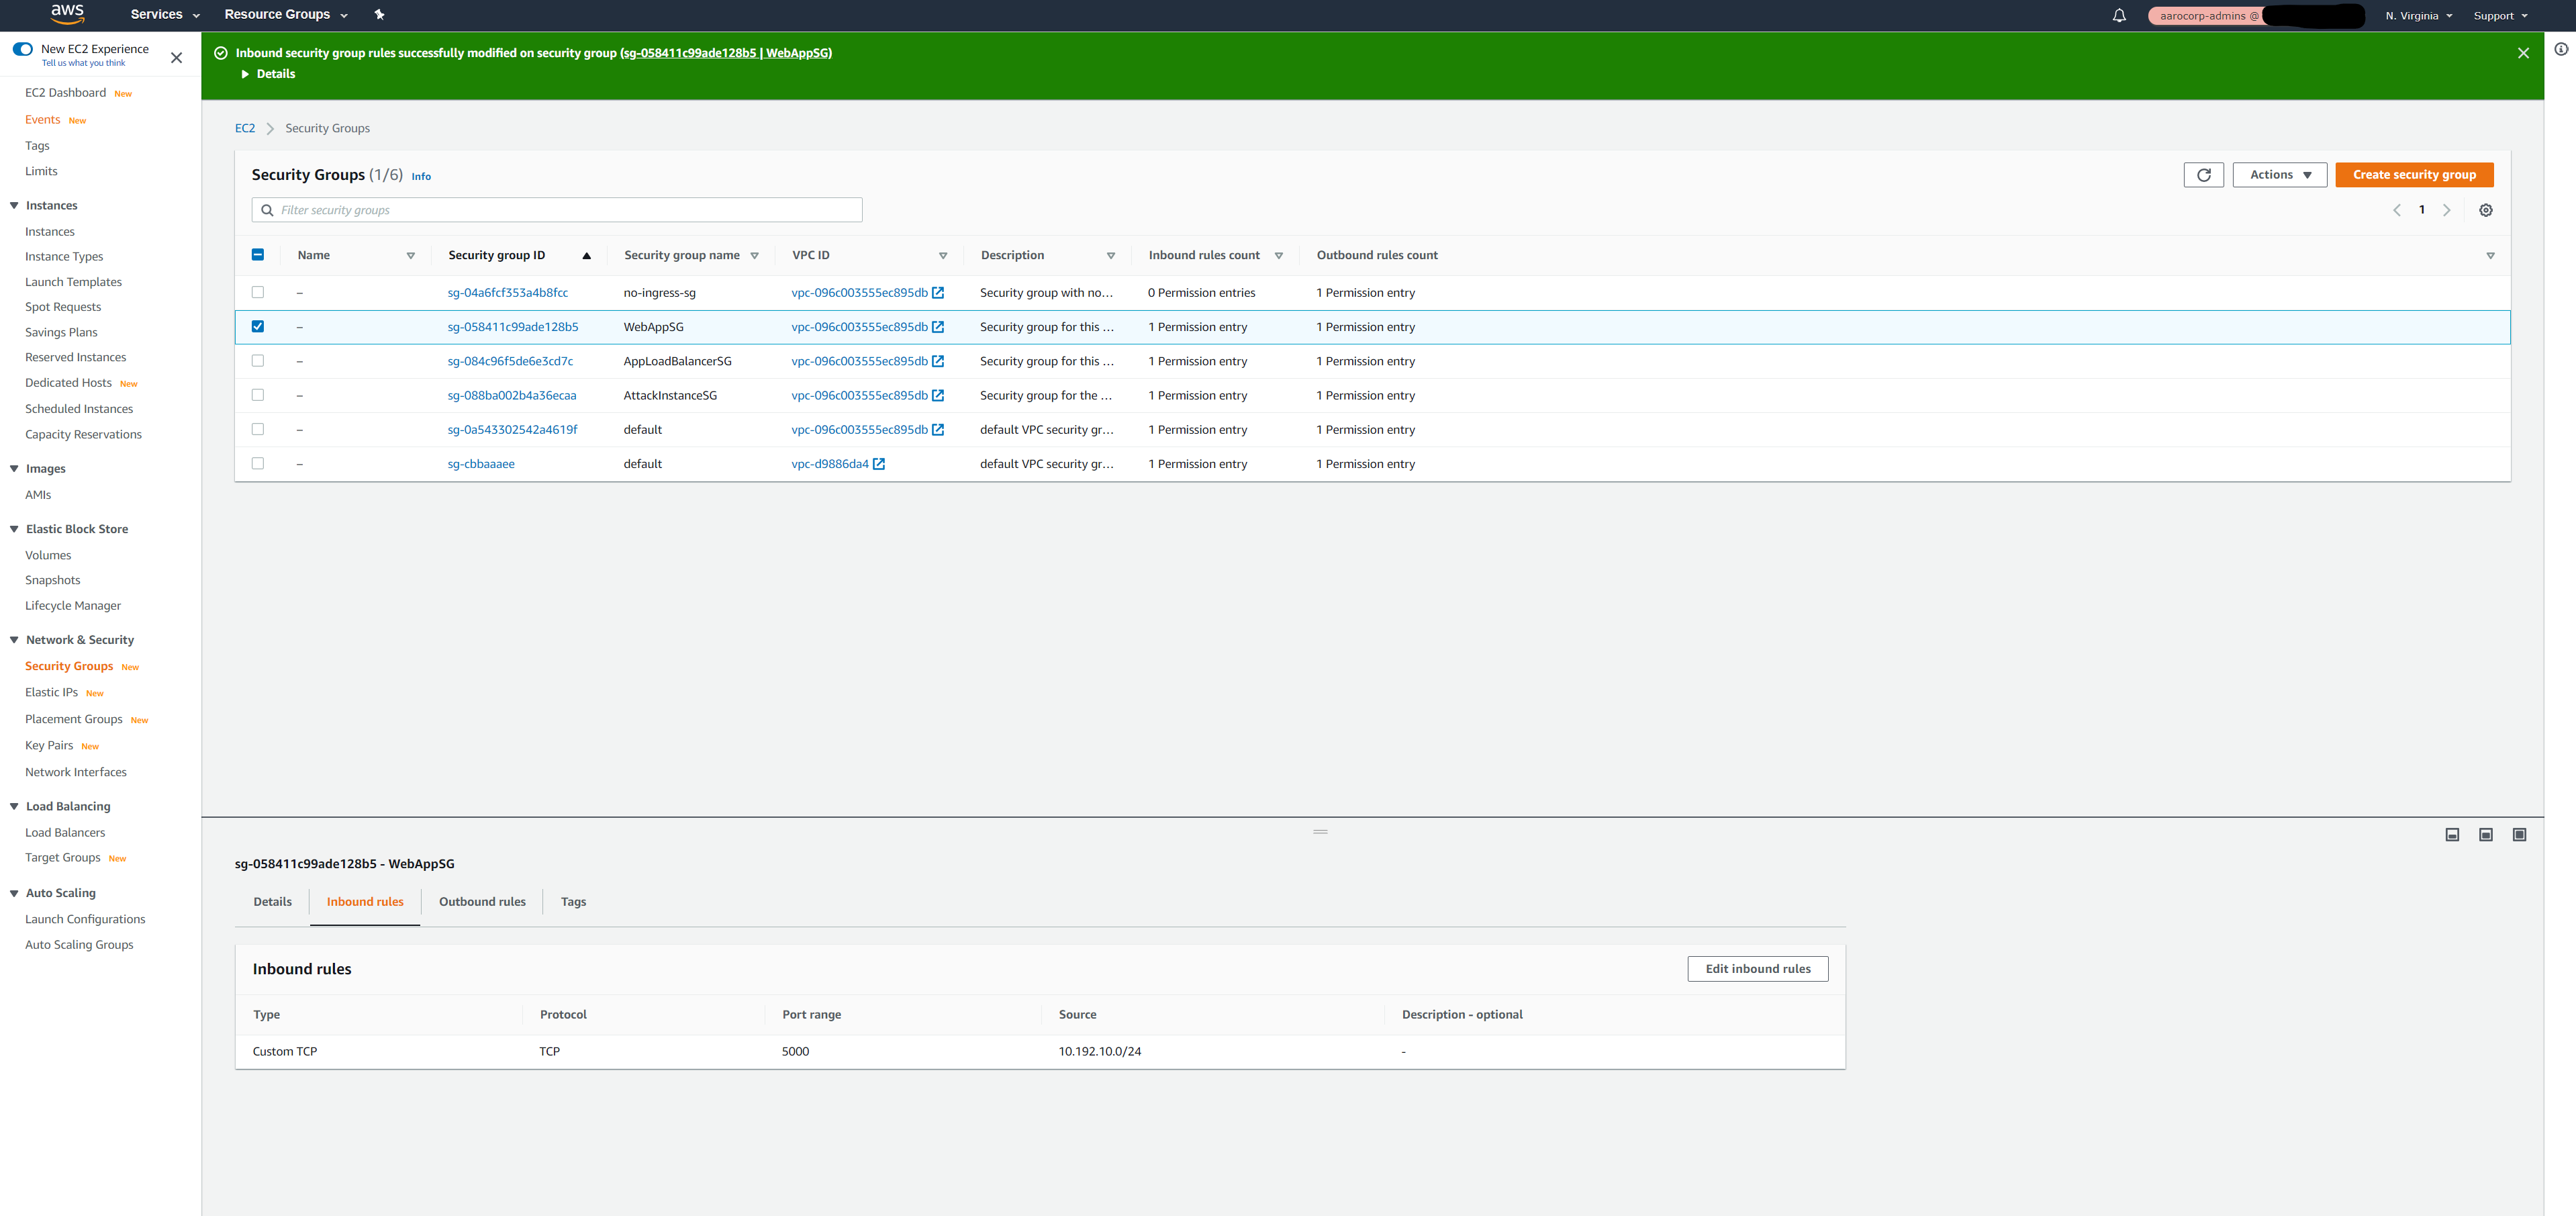 aws Services Resource Groups aarocorp-admins @ N. Virginia Support
New EC2 Experience
Tell us what you think
EC2 Dashboard New
Events New
Tags
Limits
Instances
Instances
Instance Types
Launch Templates
Spot Requests
Savings Plans
Reserved Instances
Dedicated Hosts New
Scheduled Instances
Capacity Reservations
Images
AMIs
Elastic Block Store
Volumes
Snapshots
Lifecycle Manager
Network & Security
Security Groups New
Elastic IPs New
Placement Groups New
Key Pairs New
Network Interfaces
Load Balancing
Load Balancers
Target Groups New
Auto Scaling
Launch Configurations
Auto Scaling Groups
Inbound security group rules successfully modified on security group (sg-058411c99ade128b5 | WebAppSG)
Details
EC2 Security Groups
Security Groups (1/6) Info
Actions Create security group
Filter security groups
1
Name Security group ID Security group name VPC ID Description Inbound rules count Outbound rules count
– sg-04a6fcf353a4b8fcc no-ingress-sg vpc-096c003555ec895db Security group with no... 0 Permission entries 1 Permission entry
– sg-058411c99ade128b5 WebAppSG vpc-096c003555ec895db Security group for this ... 1 Permission entry 1 Permission entry
– sg-084c96f5de6e3cd7c AppLoadBalancerSG vpc-096c003555ec895db Security group for this ... 1 Permission entry 1 Permission entry
– sg-088ba002b4a36ecaa AttackInstanceSG vpc-096c003555ec895db Security group for the ... 1 Permission entry 1 Permission entry
– sg-0a543302542a4619f default vpc-096c003555ec895db default VPC security gr... 1 Permission entry 1 Permission entry
– sg-cbbaaaee default vpc-d9886da4 default VPC security gr... 1 Permission entry 1 Permission entry
sg-058411c99ade128b5 - WebAppSG
Details Inbound rules Outbound rules Tags
Inbound rules
Edit inbound rules
Type Protocol Port range Source Description - optional
Custom TCP TCP 5000 10.192.10.0/24 -